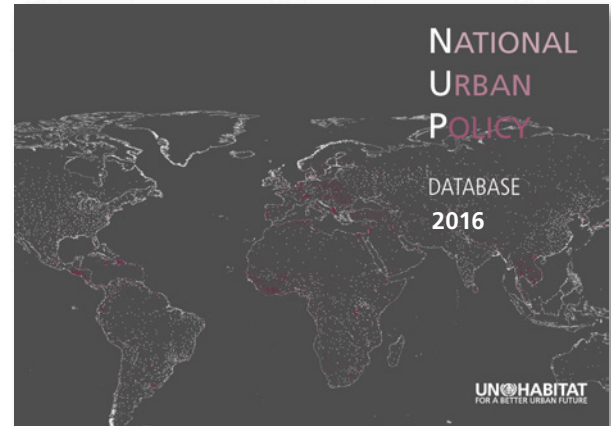 NATIONAL
URBAN
POLICY
DATABASE
2016
UN HABITAT
FOR A BETTER URBAN FUTURE